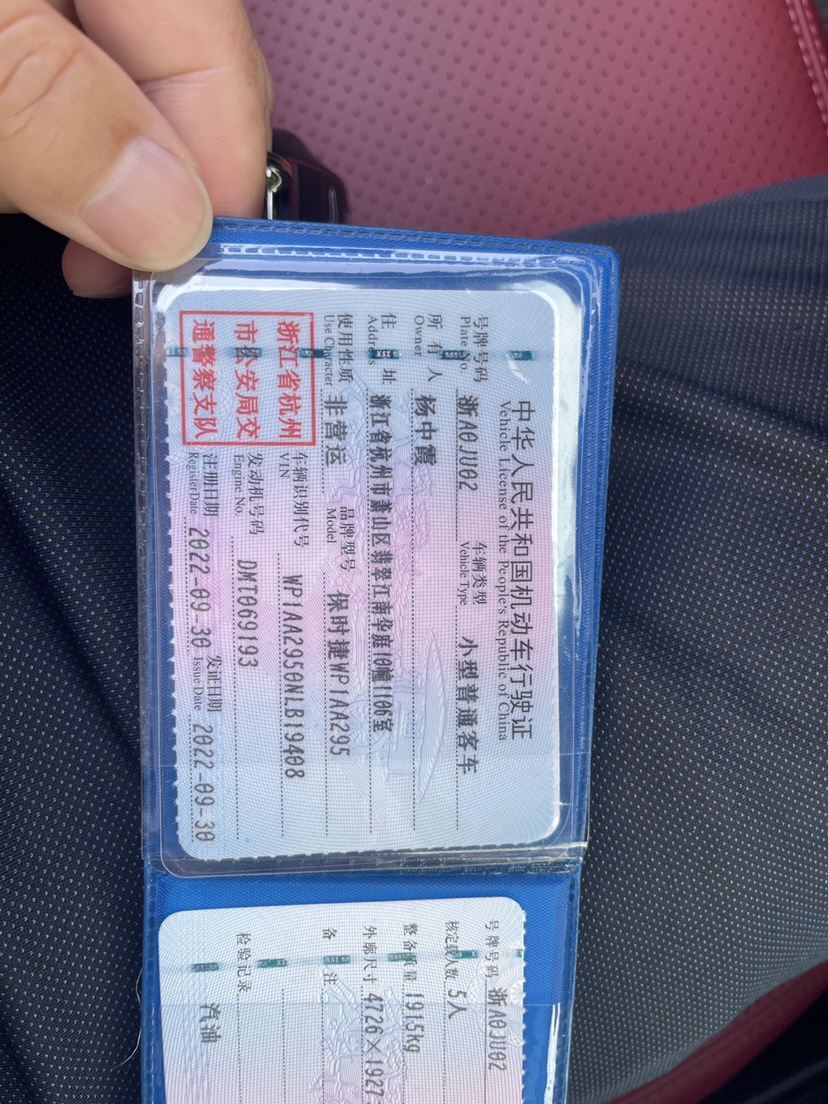 中华人民共和国机动车行驶证
Vehicle License of the People's Republic of China
号牌号码 浙A0JU02 车辆类型 小型普通客车
Plate No. Vehicle Type
所有人 杨中霞
Owner
住址 浙江省杭州市萧山区翡翠江南华庭10幢1106室
Address
使用性质 非营运 品牌型号 保时捷WP1AA295
Use Character Model
浙江省杭州
市公安局交
通警察支队
车辆识别代号 WP1AA2950NLB19408
VIN
发动机号码 DMT069193
Engine No.
注册日期 2022-09-30 发证日期 2022-09-30
Register Date Issue Date
号牌号码 浙A0JU02
核定载人数 5人
整备质量 1915kg
外廓尺寸 4726×1927
备注
检验记录
汽油